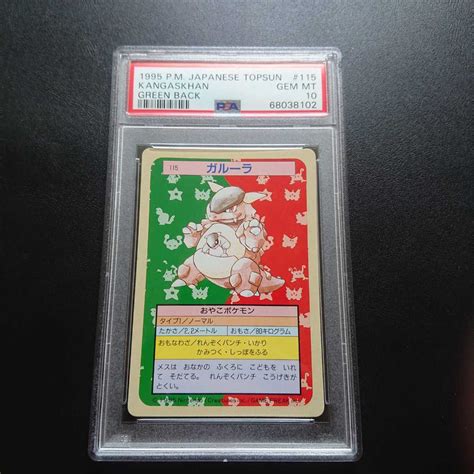 1995 P.M. JAPANESE TOPSUN #115
KANGASKHAN GEM MT
GREEN BACK 10
PSA 68038102
115 ガルーラ
おやこポケモン
タイプ1/ノーマル
たかさ/2.2メートル おもさ/80キログラム
おもなわざ/れんぞくパンチ・いかり
かみつく・しっぽをふる
メスは おなかの ふくろに こどもを いれ
て そだてる。 れんぞくパンチ こうげきが
とくい。